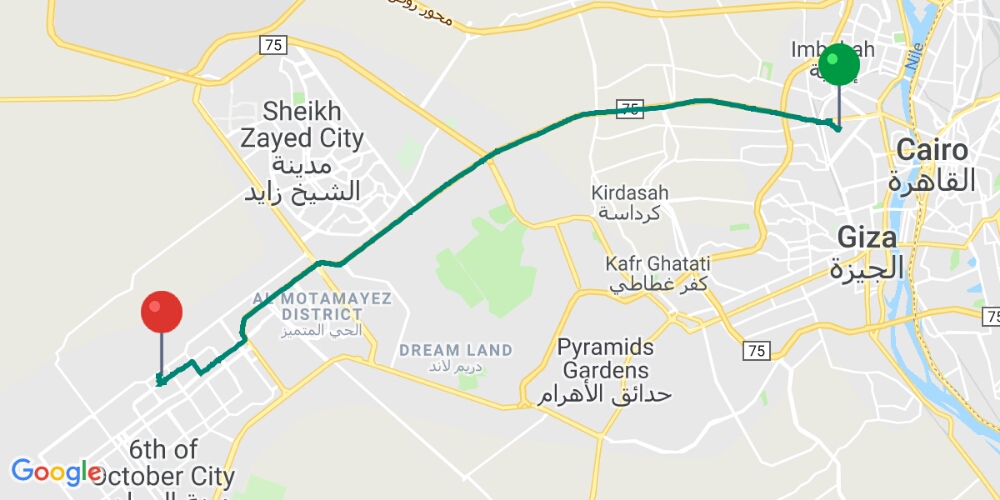 محور روض
75
Imbabah
Nile
Sheikh
Zayed City
مدينة
الشيخ زايد
75
Cairo
القاهرة
Kirdasah
كرداسة
Giza
الجيزة
Kafr Ghatati
كفر غطاطي
AL MOTAMAYEZ
DISTRICT
الحي المتميز
75
DREAM LAND
دريم لاند
Pyramids
Gardens
حدائق الأهرام
75
6th of
October City
Google